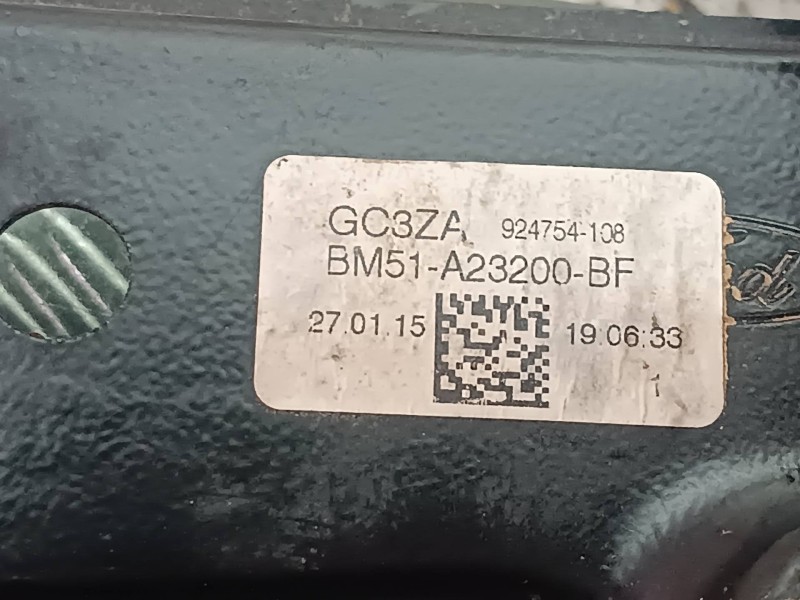 GC3ZA 924754-108
BM51-A23200-BF
27.01.15 19:06:33
1